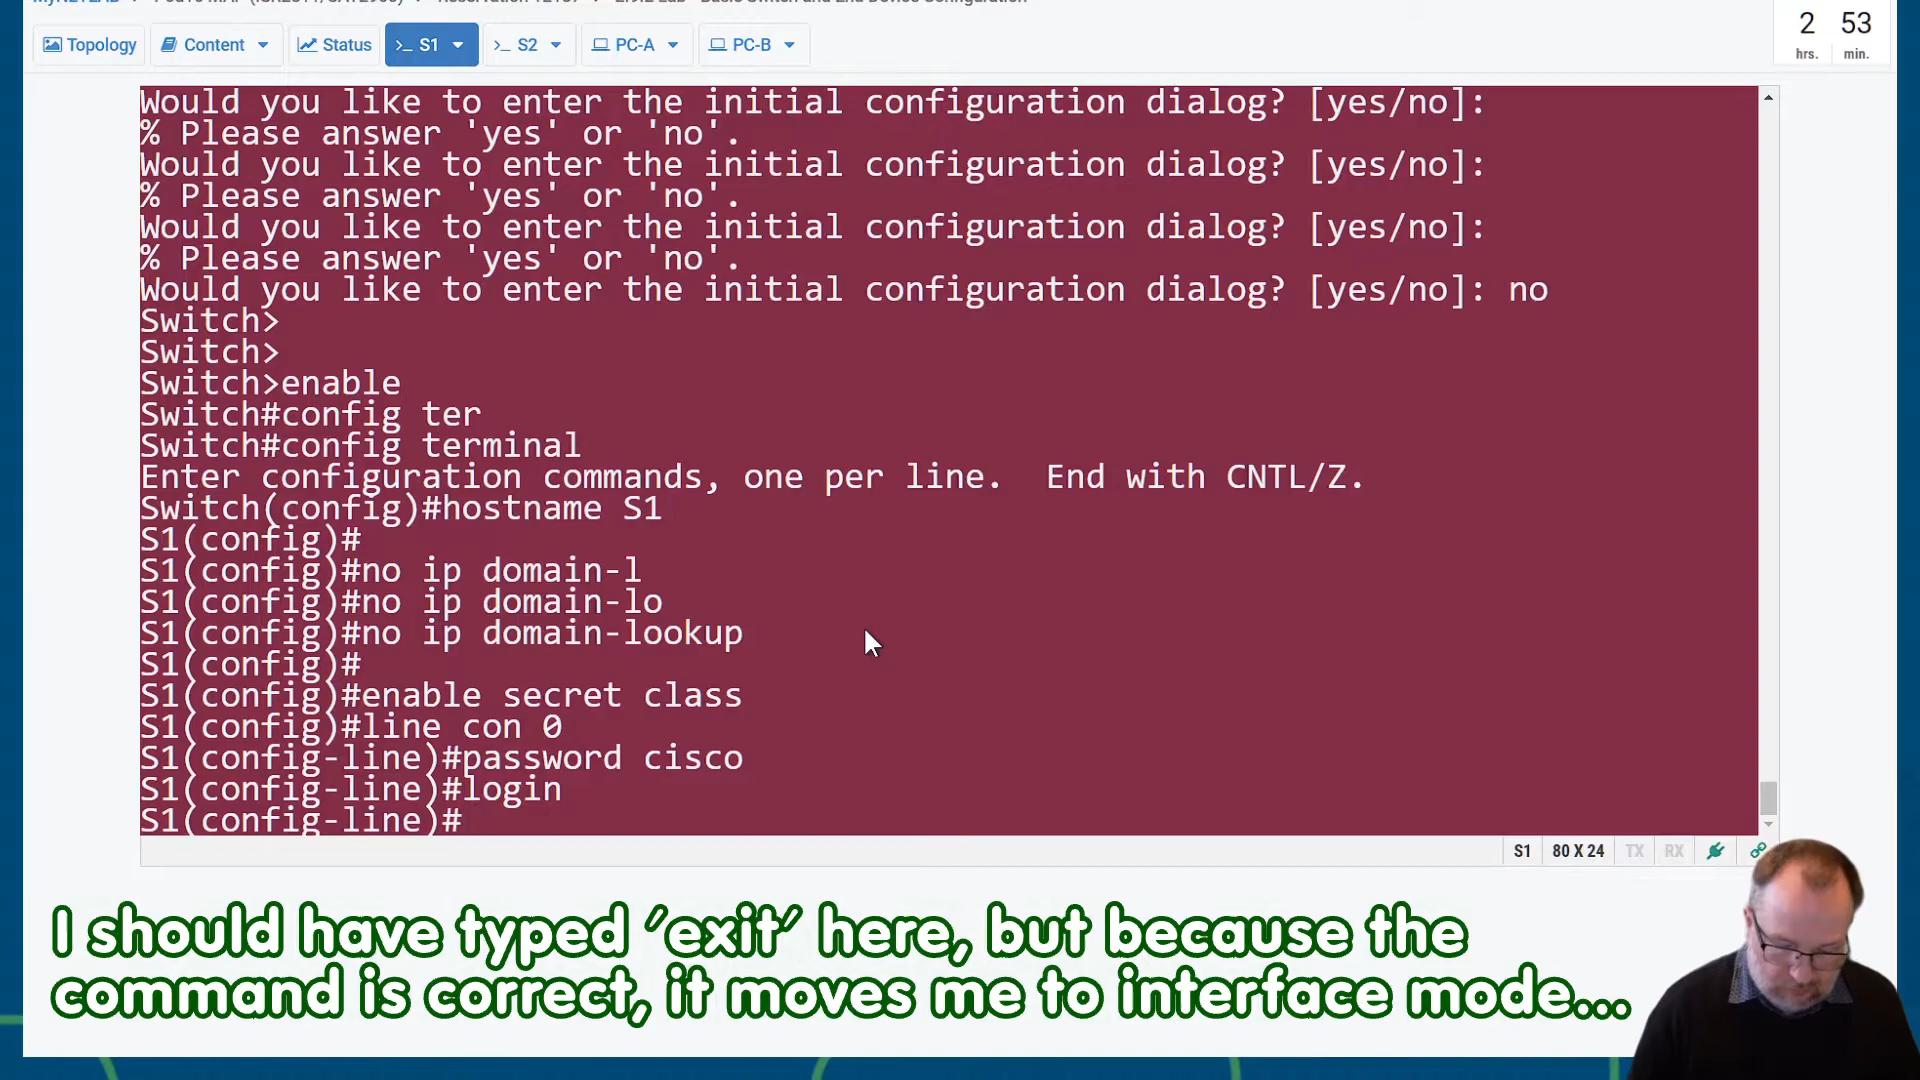 Topology Content Status >_ S1 >_ S2 PC-A PC-B
2 53
hrs. min.
Would you like to enter the initial configuration dialog? [yes/no]:
% Please answer 'yes' or 'no'.
Would you like to enter the initial configuration dialog? [yes/no]:
% Please answer 'yes' or 'no'.
Would you like to enter the initial configuration dialog? [yes/no]:
% Please answer 'yes' or 'no'.
Would you like to enter the initial configuration dialog? [yes/no]: no
Switch>
Switch>
Switch>enable
Switch#config ter
Switch#config terminal
Enter configuration commands, one per line.  End with CNTL/Z.
Switch(config)#hostname S1
S1(config)#
S1(config)#no ip domain-l
S1(config)#no ip domain-lo
S1(config)#no ip domain-lookup
S1(config)#
S1(config)#enable secret class
S1(config)#line con 0
S1(config-line)#password cisco
S1(config-line)#login
S1(config-line)#
S1 80 X 24 TX RX
I should have typed 'exit' here, but because the
command is correct, it moves me to interface mode...